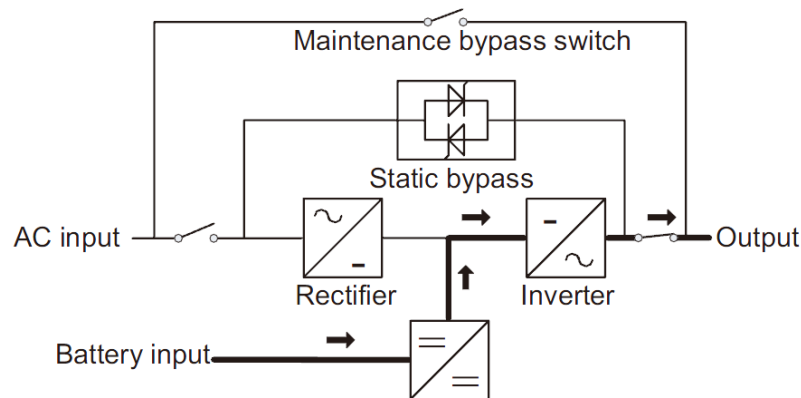 Maintenance bypass switch
Static bypass
AC input
Output
Rectifier
Inverter
Battery input